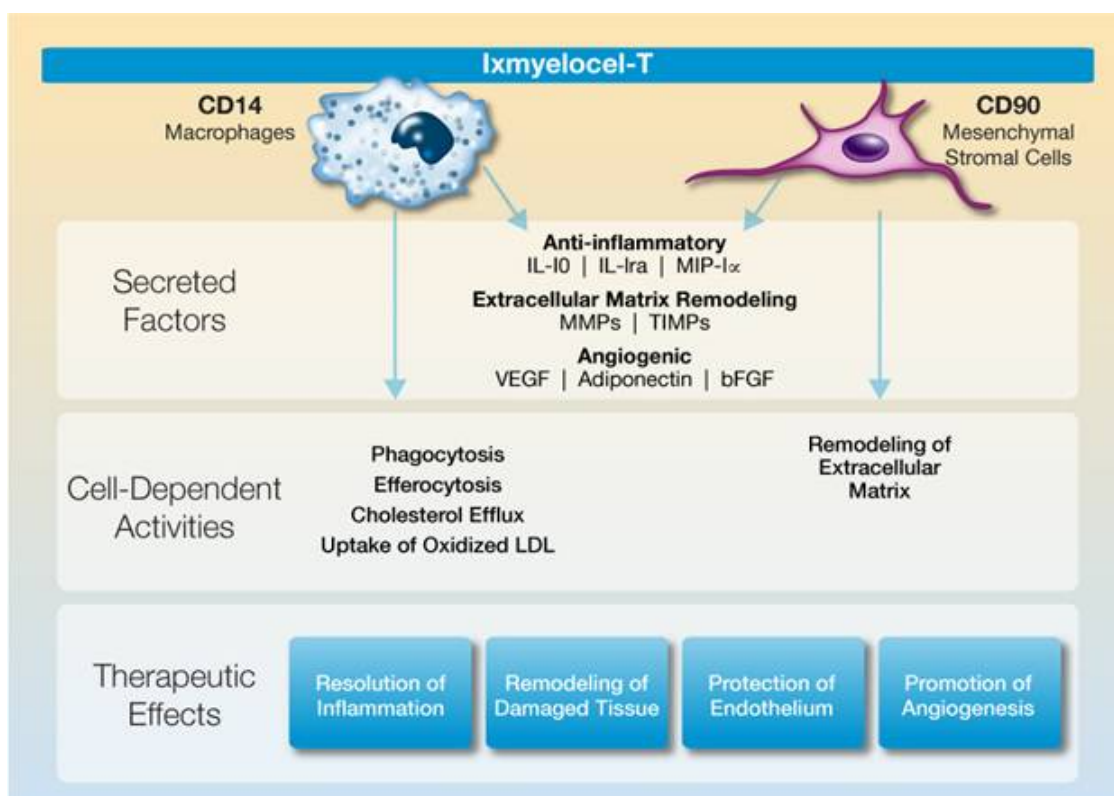 Ixmyelocel-T
CD14
Macrophages
CD90
Mesenchymal
Stromal Cells
Secreted
Factors
Anti-inflammatory
IL-I0 | IL-Ira | MIP-I∝
Extracellular Matrix Remodeling
MMPs | TIMPs
Angiogenic
VEGF | Adiponectin | bFGF
Cell-Dependent
Activities
Phagocytosis
Efferocytosis
Cholesterol Efflux
Uptake of Oxidized LDL
Remodeling of
Extracellular
Matrix
Therapeutic
Effects
Resolution of
Inflammation
Remodeling of
Damaged Tissue
Protection of
Endothelium
Promotion of
Angiogenesis